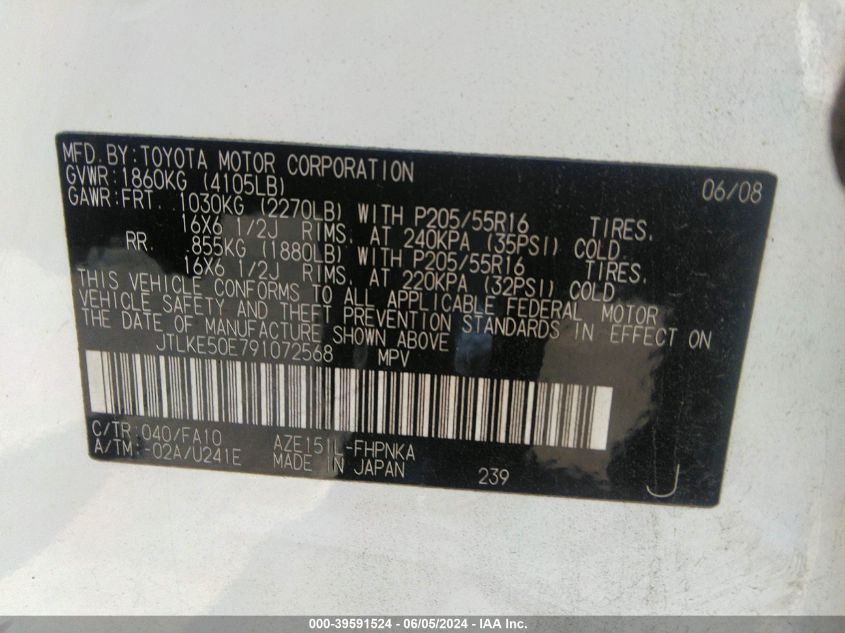 MFD. BY: TOYOTA MOTOR CORPORATION 06/08
GVWR: 1860KG (4105LB)
GAWR: FRT. 1030KG (2270LB) WITH P205/55R16 TIRES,
16X6 1/2J RIMS, AT 240KPA (35PSI) COLD
RR. 855KG (1880LB) WITH P205/55R16 TIRES,
16X6 1/2J RIMS, AT 220KPA (32PSI) COLD
THIS VEHICLE CONFORMS TO ALL APPLICABLE FEDERAL MOTOR
VEHICLE SAFETY AND THEFT PREVENTION STANDARDS IN EFFECT ON
THE DATE OF MANUFACTURE SHOWN ABOVE.
JTLKE50E791072568 MPV
C/TR: 040/FA10 AZE151L-FHPNKA
A/TM: -02A/U241E MADE IN JAPAN 239 J
000-39591524 - 06/05/2024 - IAA Inc.